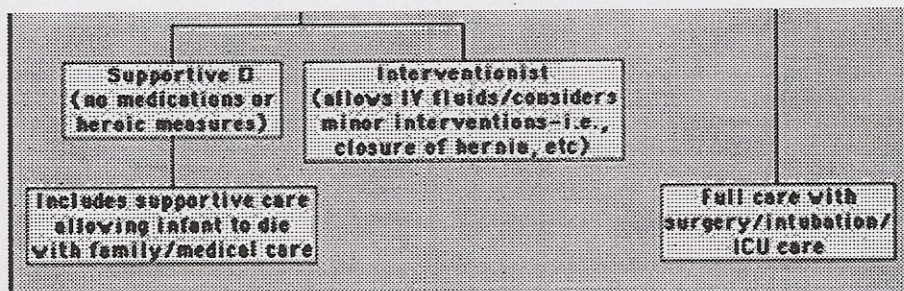 Supportive
(no medications or
heroic measures)
Interventionist
(allows IV fluids/considers
minor interventions-i.e.,
closure of hernia, etc)
Includes supportive care
allowing infant to die
with family/medical care
Full care with
surgery/intubation/
ICU care